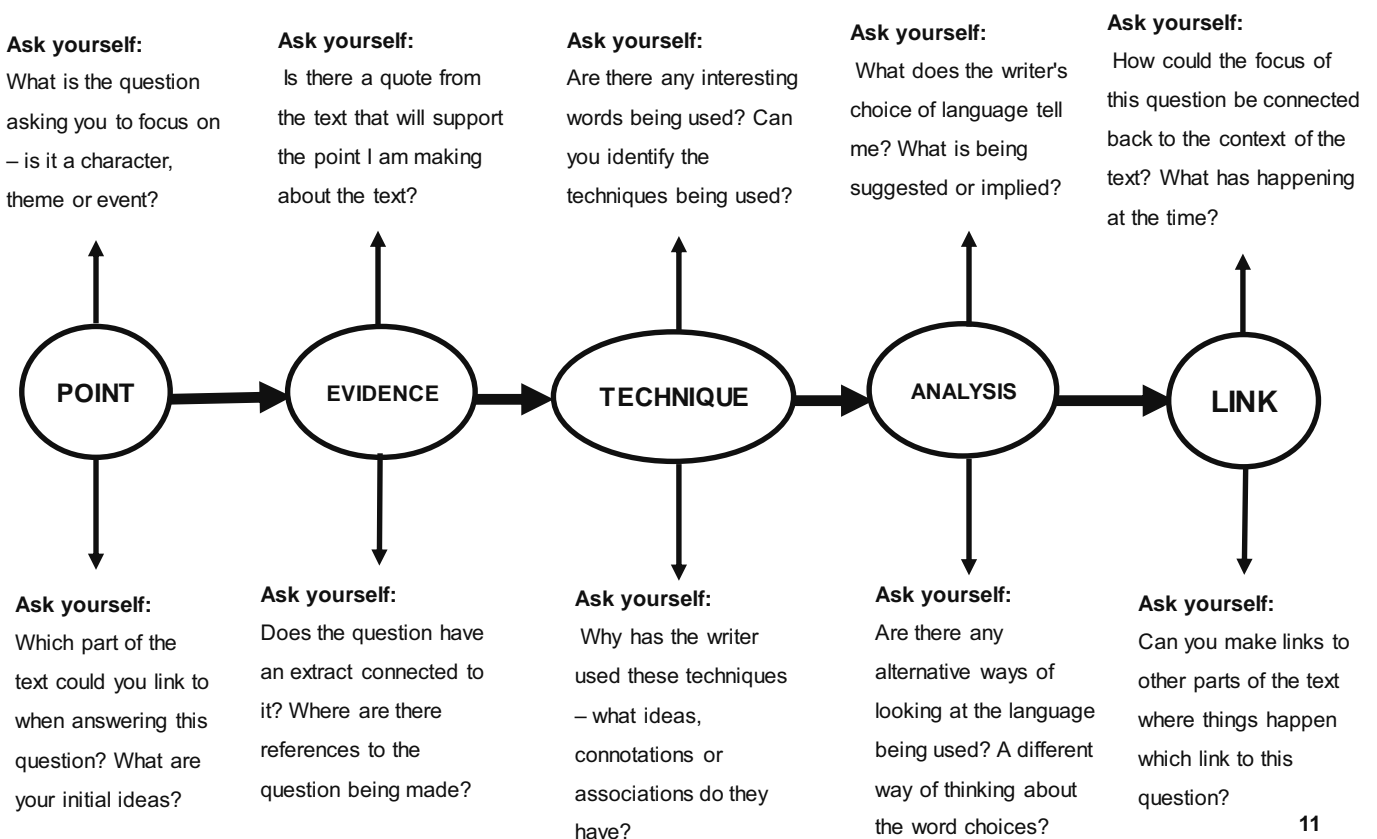 Ask yourself:
What is the question
asking you to focus on
– is it a character,
theme or event?
Ask yourself:
Is there a quote from
the text that will support
the point I am making
about the text?
Ask yourself:
Are there any interesting
words being used? Can
you identify the
techniques being used?
Ask yourself:
What does the writer's
choice of language tell
me? What is being
suggested or implied?
Ask yourself:
How could the focus of
this question be connected
back to the context of the
text? What has happening
at the time?
POINT
EVIDENCE
TECHNIQUE
ANALYSIS
LINK
Ask yourself:
Which part of the
text could you link to
when answering this
question? What are
your initial ideas?
Ask yourself:
Does the question have
an extract connected to
it? Where are there
references to the
question being made?
Ask yourself:
Why has the writer
used these techniques
– what ideas,
connotations or
associations do they
have?
Ask yourself:
Are there any
alternative ways of
looking at the language
being used? A different
way of thinking about
the word choices?
Ask yourself:
Can you make links to
other parts of the text
where things happen
which link to this
question?
11